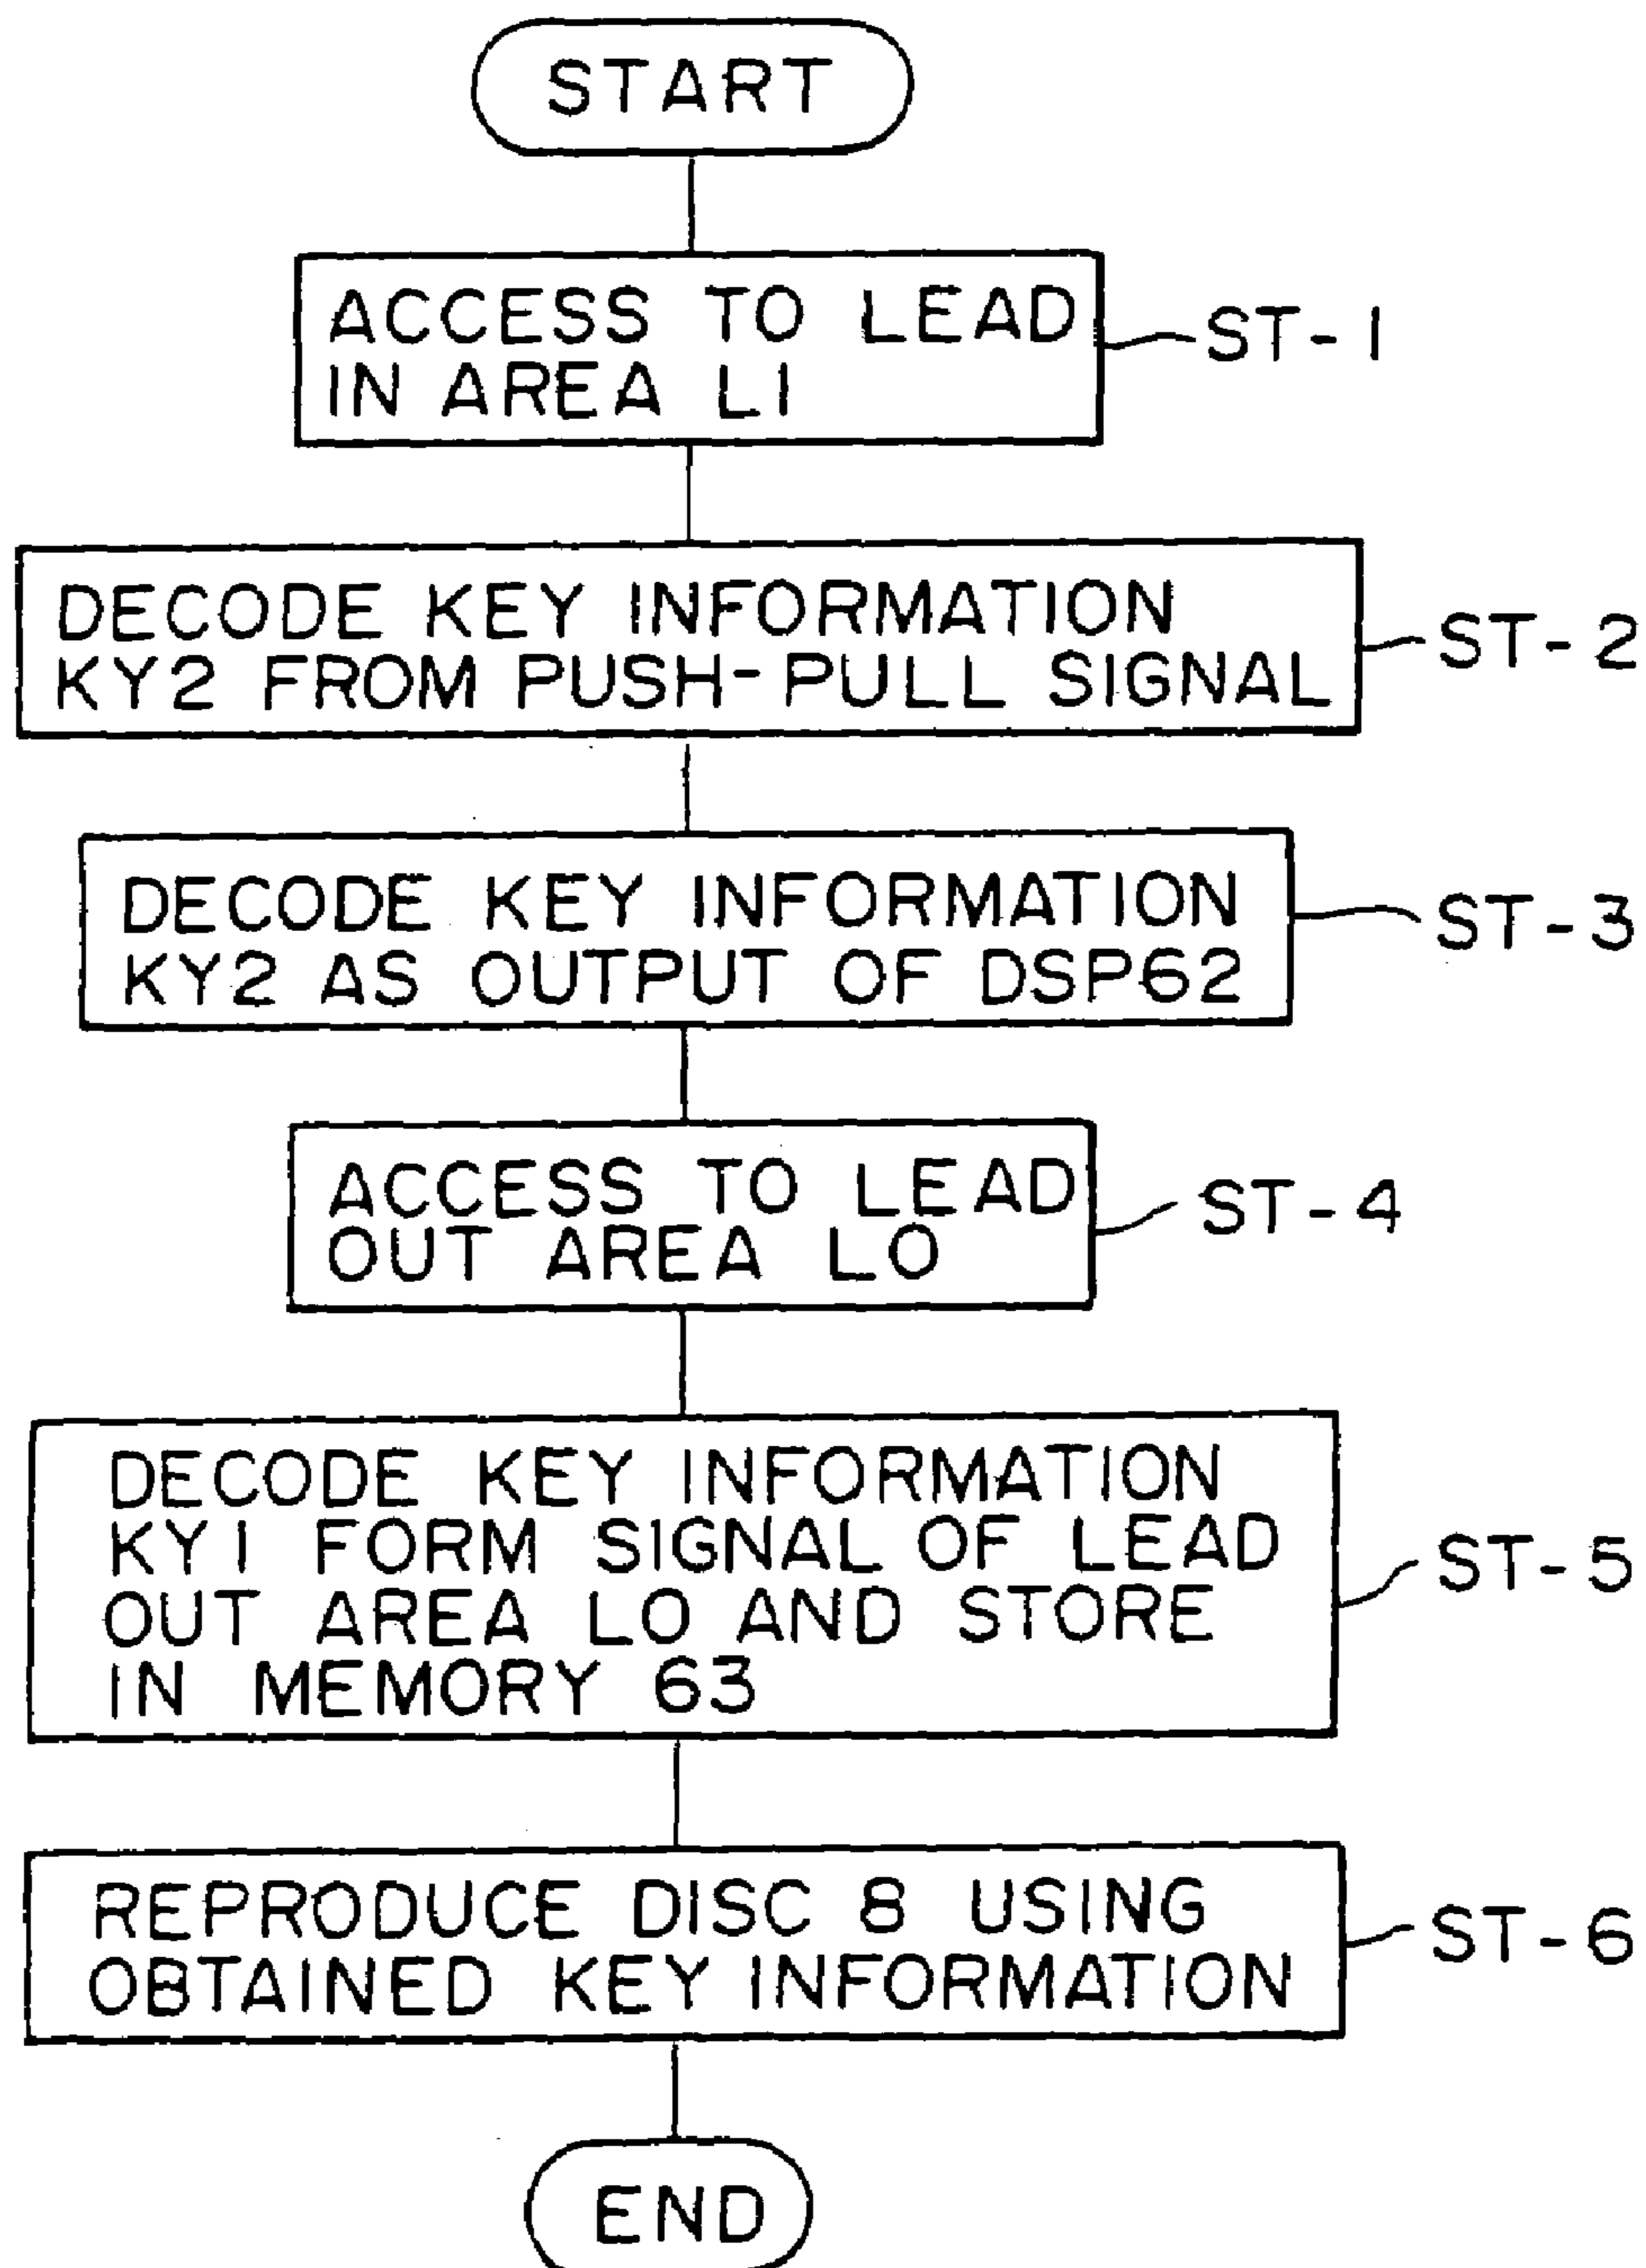 START
ACCESS TO LEAD
IN AREA LI
ST-1
DECODE KEY INFORMATION
KY2 FROM PUSH-PULL SIGNAL
ST-2
DECODE KEY INFORMATION
KY2 AS OUTPUT OF DSP62
ST-3
ACCESS TO LEAD
OUT AREA LO
ST-4
DECODE KEY INFORMATION
KY1 FORM SIGNAL OF LEAD
OUT AREA LO AND STORE
IN MEMORY 63
ST-5
REPRODUCE DISC 8 USING
OBTAINED KEY INFORMATION
ST-6
END